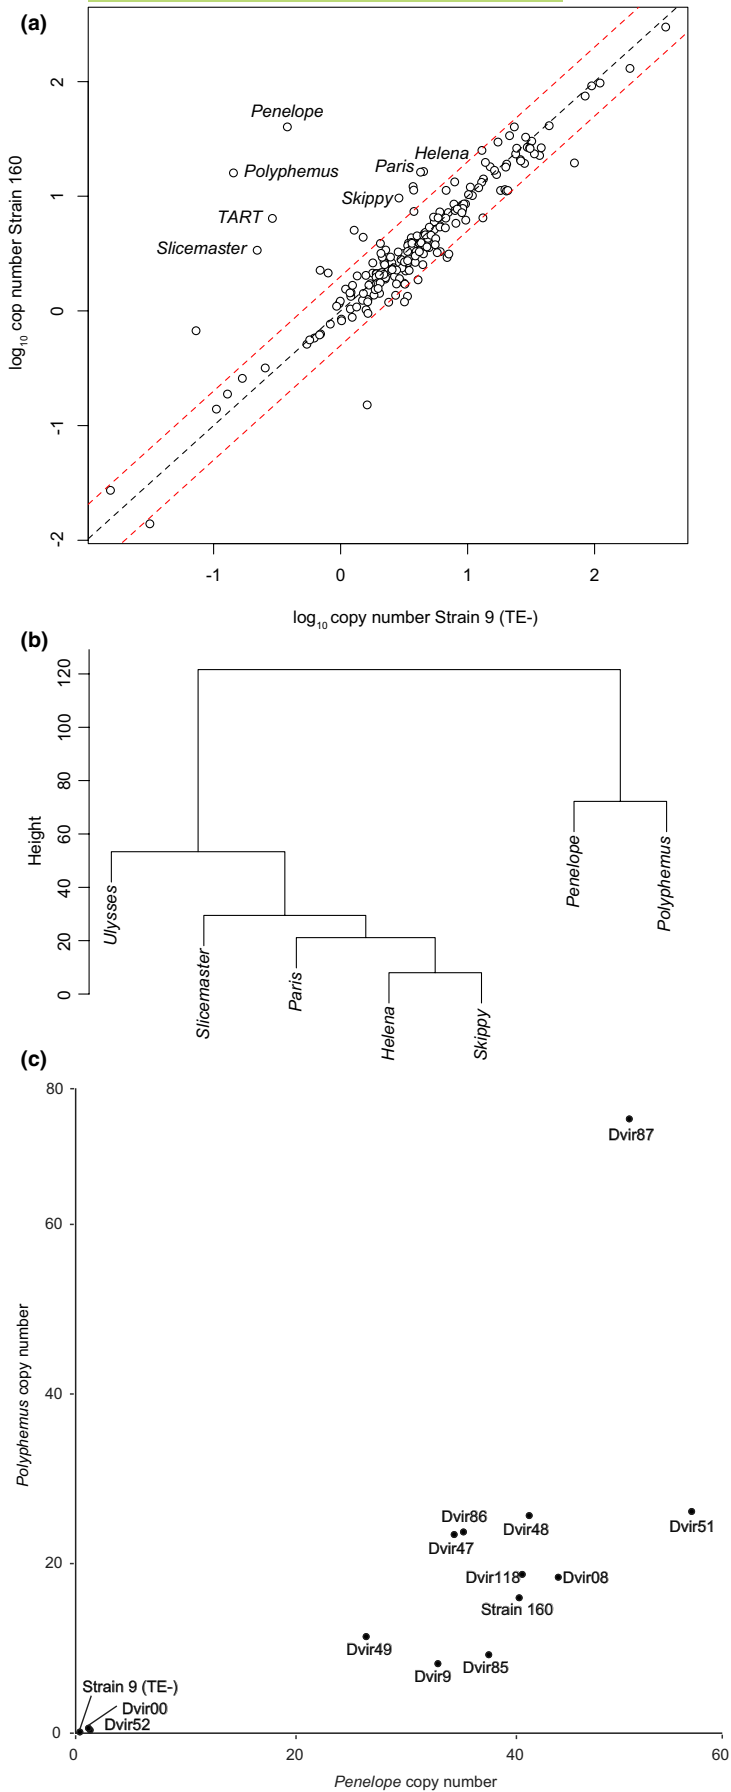 (a)
Penelope
Polyphemus
TART
Slicemaster
Paris
Helena
Skippy
2
1
0
-1
-2
log10 cop number Strain 160
-1
0
1
2
log10 copy number Strain 9 (TE-)
(b)
120
100
80
60
40
20
0
Height
Ulysses
Slicemaster
Paris
Helena
Skippy
Penelope
Polyphemus
(c)
80
60
40
20
0
Polyphemus copy number
Dvir87
Dvir86
Dvir47
Dvir48
Dvir51
Dvir118
Dvir08
Strain 160
Dvir49
Dvir9
Dvir85
Strain 9 (TE-)
Dvir00
Dvir52
0
20
40
60
Penelope copy number